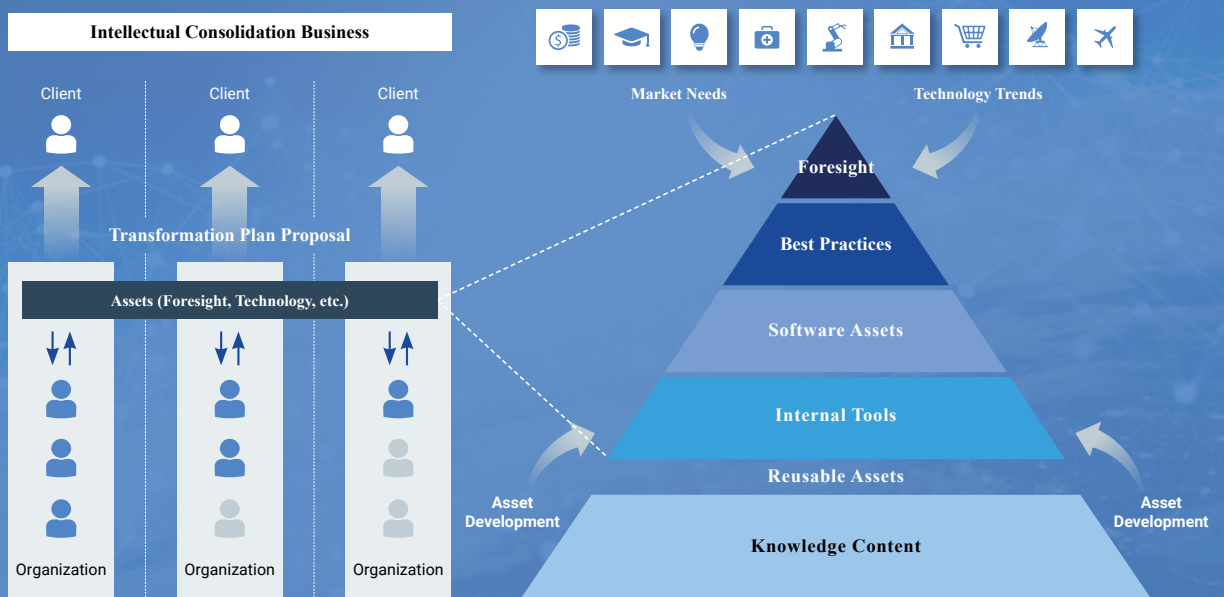 Intellectual Consolidation Business
Client
Client
Client
Transformation Plan Proposal
Assets (Foresight, Technology, etc.)
Organization
Organization
Organization
$
Market Needs
Technology Trends
Foresight
Best Practices
Software Assets
Internal Tools
Reusable Assets
Asset
Development
Asset
Development
Knowledge Content